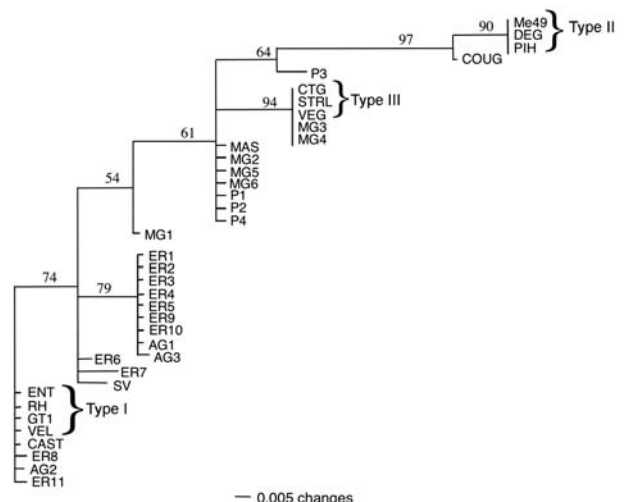 90
Me49
DEG
PIH
Type II
97
COUG
64
P3
CTG
STRL
VEG
MG3
MG4
Type III
94
61
MAS
MG2
MG5
MG6
P1
P2
P4
54
MG1
ER1
ER2
ER3
ER4
ER5
ER9
ER10
AG1
AG3
74
79
ER6
ER7
SV
ENT
RH
GT1
VEL
Type I
CAST
ER8
AG2
ER11
0.005 changes